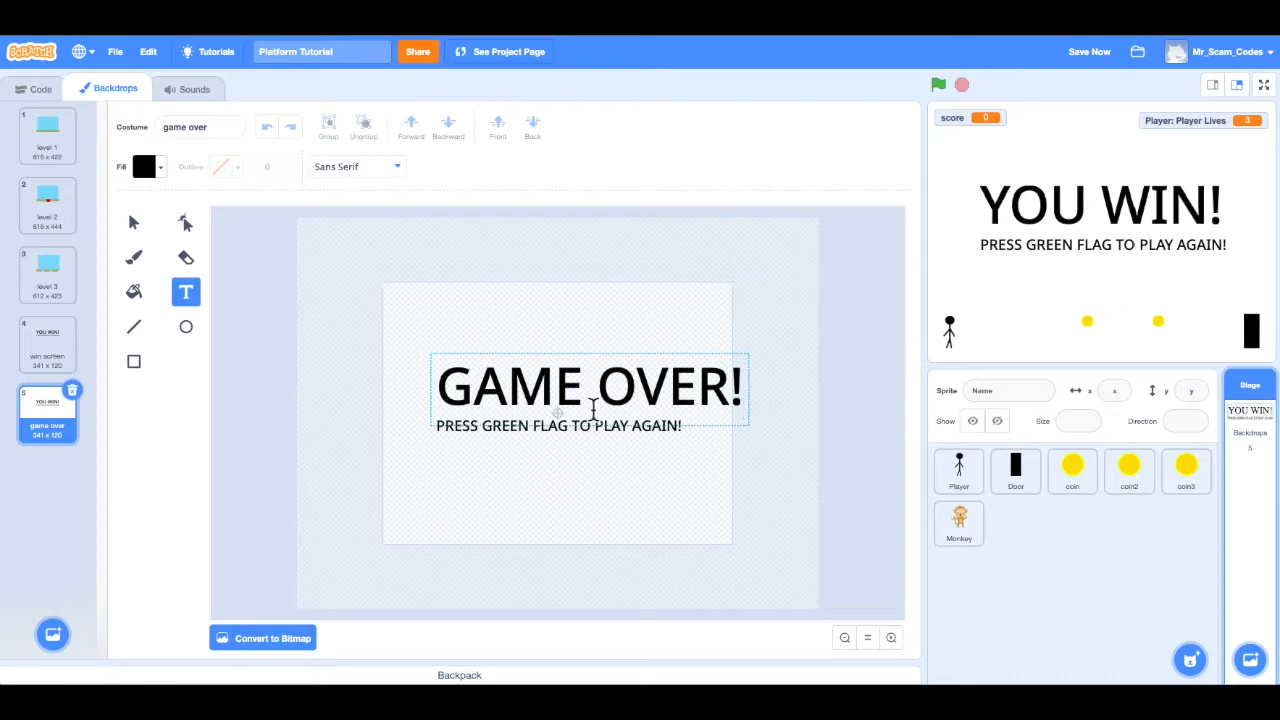 SCRATCH
File
Edit
Tutorials
Platform Tutorial
Share
See Project Page
Save Now
Mr_Scam_Codes
Code
Backdrops
Sounds
1
level 1
616 x 422
2
level 2
616 x 444
3
level 3
612 x 423
4
YOU WIN!
win screen
341 x 120
5
YOU WIN!
game over
341 x 120
Costume
game over
Group
Ungroup
Forward
Backward
Front
Back
Fill
Outline
0
Sans Serif
T
GAME OVER!
PRESS GREEN FLAG TO PLAY AGAIN!
Convert to Bitmap
Backpack
score 0
Player: Player Lives 3
YOU WIN!
PRESS GREEN FLAG TO PLAY AGAIN!
Sprite
Name
x
x
y
y
Show
Size
Direction
Player
Door
coin
coin2
coin3
Monkey
Stage
YOU WIN!
Backdrops
5